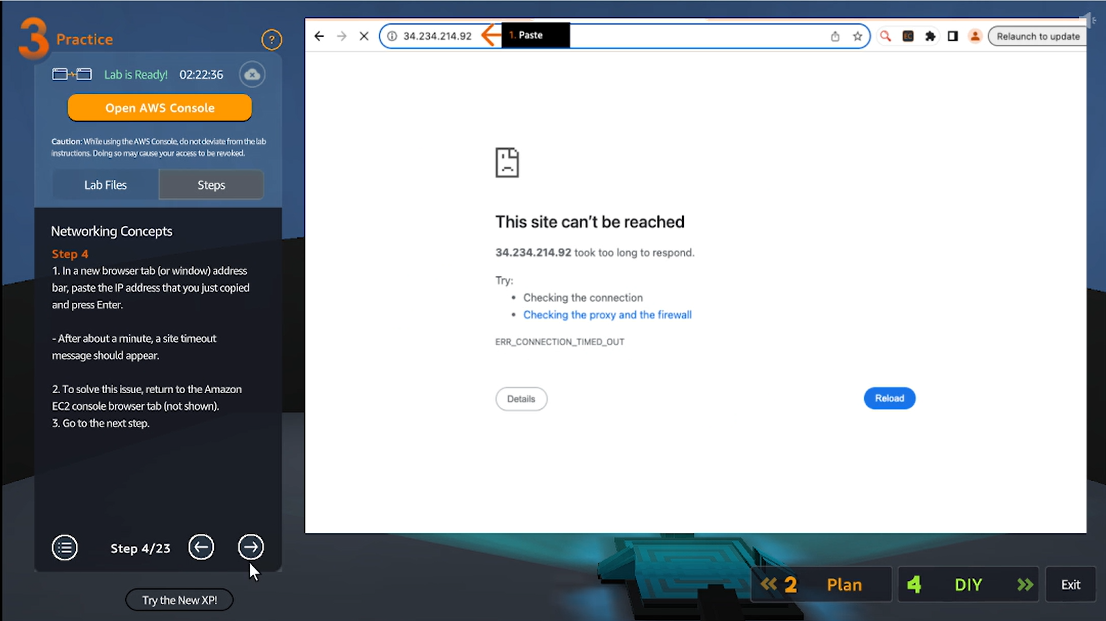 3 Practice
?
Lab is Ready! 02:22:36
Open AWS Console
Caution: While using the AWS Console, do not deviate from the lab
instructions. Doing so may cause your access to be revoked.
Lab Files Steps
Networking Concepts
Step 4
1. In a new browser tab (or window) address
bar, paste the IP address that you just copied
and press Enter.
- After about a minute, a site timeout
message should appear.
2. To solve this issue, return to the Amazon
EC2 console browser tab (not shown).
3. Go to the next step.
Step 4/23
Try the New XP!
34.234.214.92 1. Paste
Relaunch to update
This site can't be reached
34.234.214.92 took too long to respond.
Try:
• Checking the connection
• Checking the proxy and the firewall
ERR_CONNECTION_TIMED_OUT
Details Reload
2 Plan 4 DIY Exit